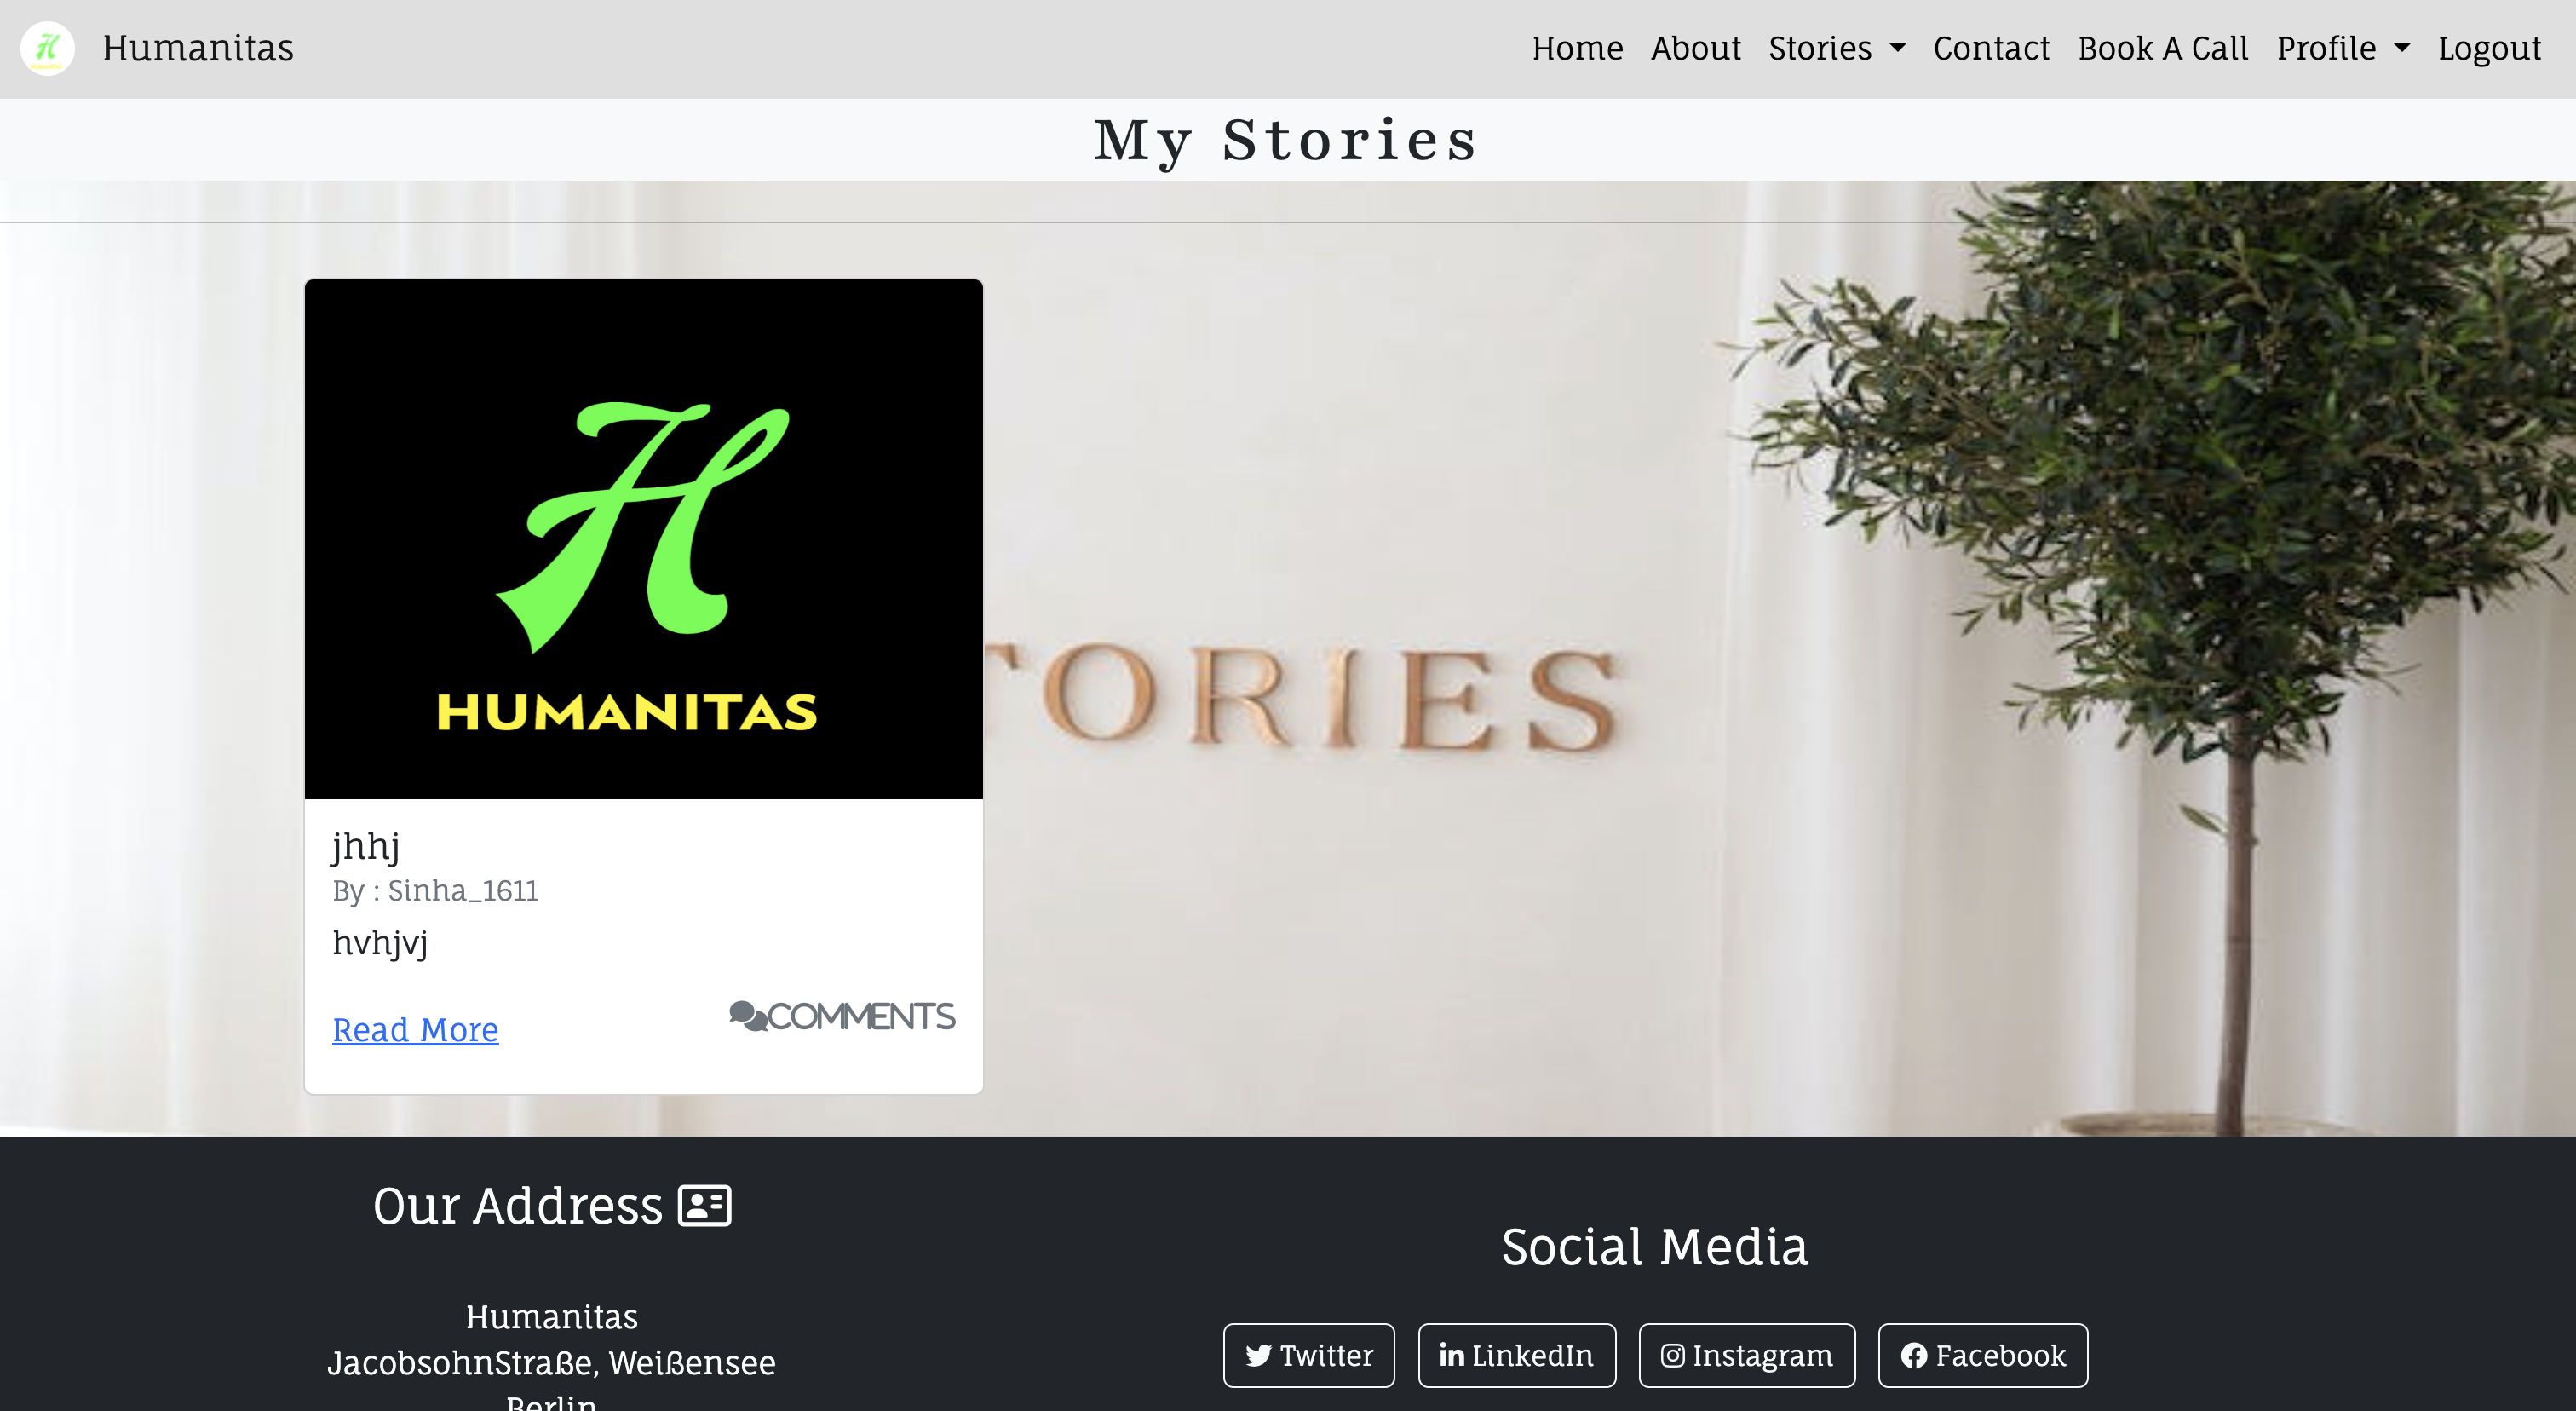 Humanitas
Home About Stories Contact Book A Call Profile Logout
My Stories
HUMANITAS
TORIES
jhhj
By : Sinha_1611
hvhjvj
Read More
COMMENTS
Our Address
Humanitas
JacobsohnStraße, Weißensee
Berlin
Social Media
Twitter LinkedIn Instagram Facebook